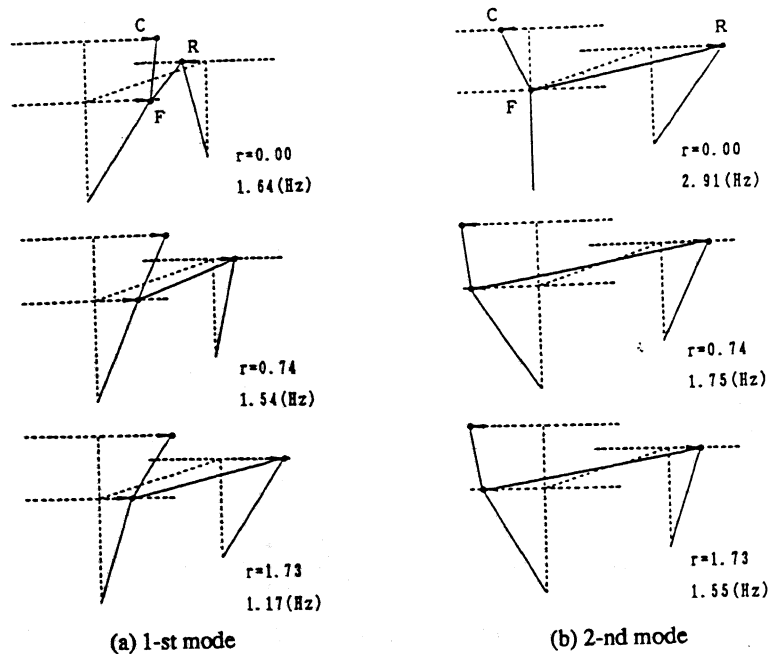 C
R
F
r=0.00
1.64(Hz)
r=0.74
1.54(Hz)
r=1.73
1.17(Hz)
(a) 1-st mode
C
R
F
r=0.00
2.91(Hz)
r=0.74
1.75(Hz)
r=1.73
1.55(Hz)
(b) 2-nd mode